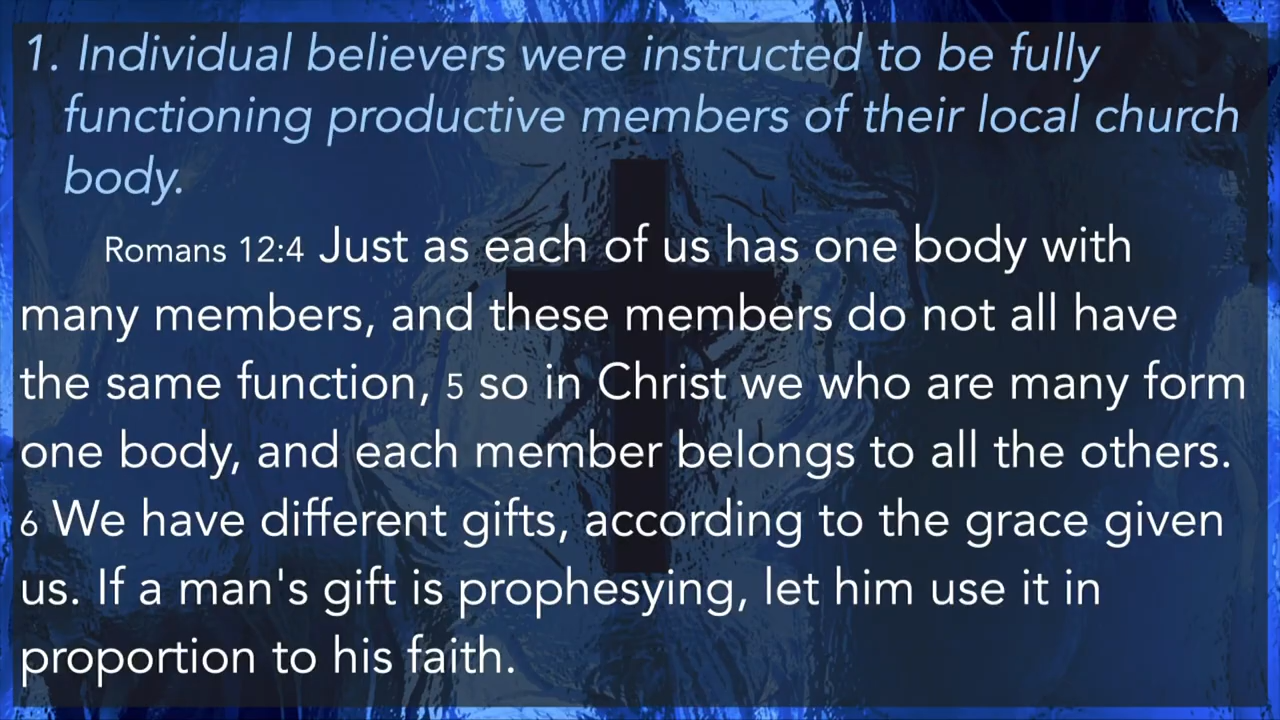 1. Individual believers were instructed to be fully
functioning productive members of their local church
body.
Romans 12:4 Just as each of us has one body with
many members, and these members do not all have
the same function, 5 so in Christ we who are many form
one body, and each member belongs to all the others.
6 We have different gifts, according to the grace given
us. If a man's gift is prophesying, let him use it in
proportion to his faith.